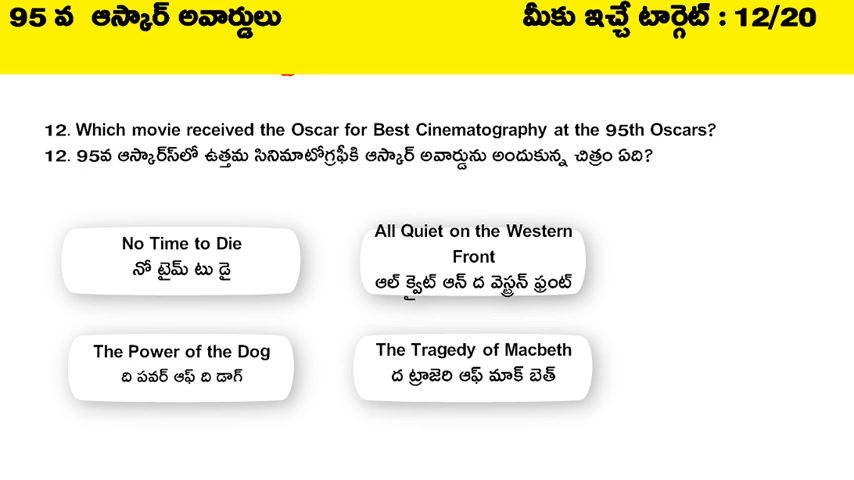 95 వ ఆస్కార్ అవార్డులు
మీకు ఇచ్చే టార్గెట్ : 12/20
12. Which movie received the Oscar for Best Cinematography at the 95th Oscars?
12. 95వ ఆస్కార్స్‌లో ఉత్తమ సినిమాటోగ్రఫీకి ఆస్కార్ అవార్డును అందుకున్న చిత్రం ఏది?
No Time to Die
నో టైమ్ టు డై
All Quiet on the Western
Front
ఆల్ క్వైట్ ఆన్ ద వెస్ట్రన్ ఫ్రంట్
The Power of the Dog
ది పవర్ ఆఫ్ ది డాగ్
The Tragedy of Macbeth
ద ట్రాజెరి ఆఫ్ మాక్ బెత్